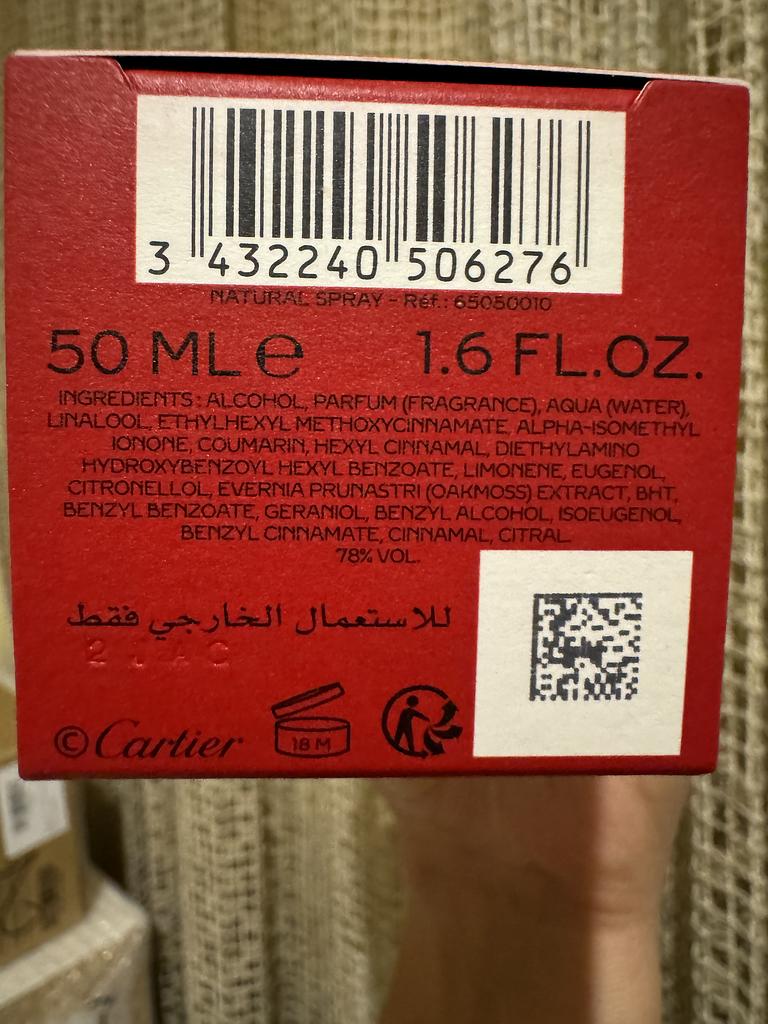 3 432240 506276
NATURAL SPRAY - Réf.: 65050010
50 ML e 1.6 FL.OZ.
INGREDIENTS : ALCOHOL, PARFUM (FRAGRANCE), AQUA (WATER),
LINALOOL, ETHYLHEXYL METHOXYCINNAMATE, ALPHA-ISOMETHYL
IONONE, COUMARIN, HEXYL CINNAMAL, DIETHYLAMINO
HYDROXYBENZOYL HEXYL BENZOATE, LIMONENE, EUGENOL,
CITRONELLOL, EVERNIA PRUNASTRI (OAKMOSS) EXTRACT, BHT,
BENZYL BENZOATE, GERANIOL, BENZYL ALCOHOL, ISOEUGENOL,
BENZYL CINNAMATE, CINNAMAL, CITRAL.
78% VOL.
للاستعمال الخارجي فقط
© Cartier
18 M